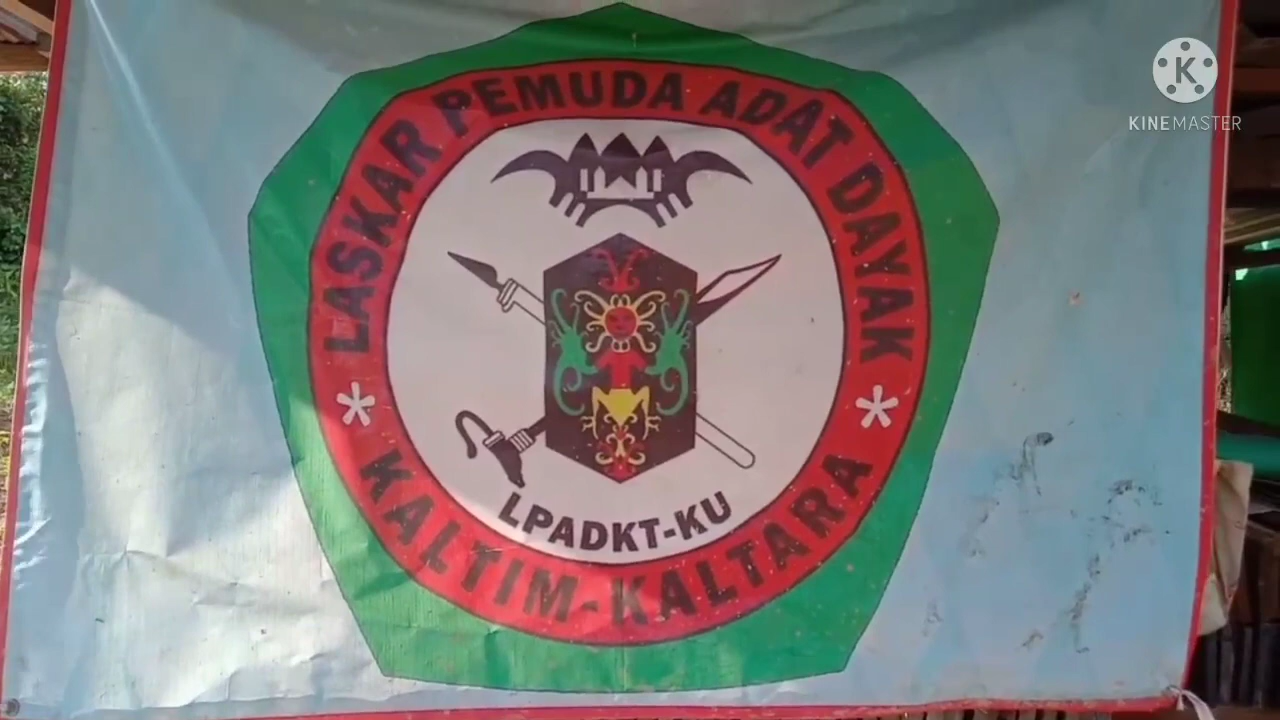 LASKAR PEMUDA ADAT DAYAK
LPADKT-KU
* KALTIM-KALTARA *
K
KINEMASTER